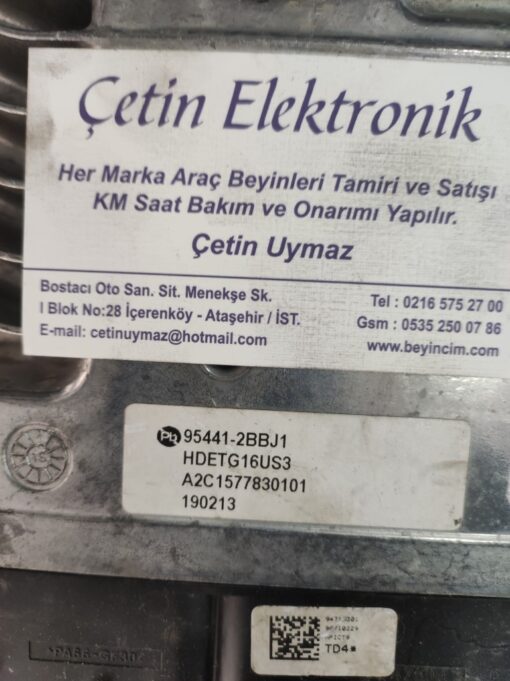 Çetin Elektronik
Her Marka Araç Beyinleri Tamiri ve Satışı
KM Saat Bakım ve Onarımı Yapılır.
Çetin Uymaz
Bostacı Oto San. Sit. Menekşe Sk.
I Blok No:28 İçerenköy - Ataşehir / İST.
E-mail: cetinuymaz@hotmail.com
Tel : 0216 575 27 00
Gsm : 0535 250 07 86
www.beyincim.com
Pb 95441-2BBJ1
HDETG16US3
A2C1577830101
190213
TD4